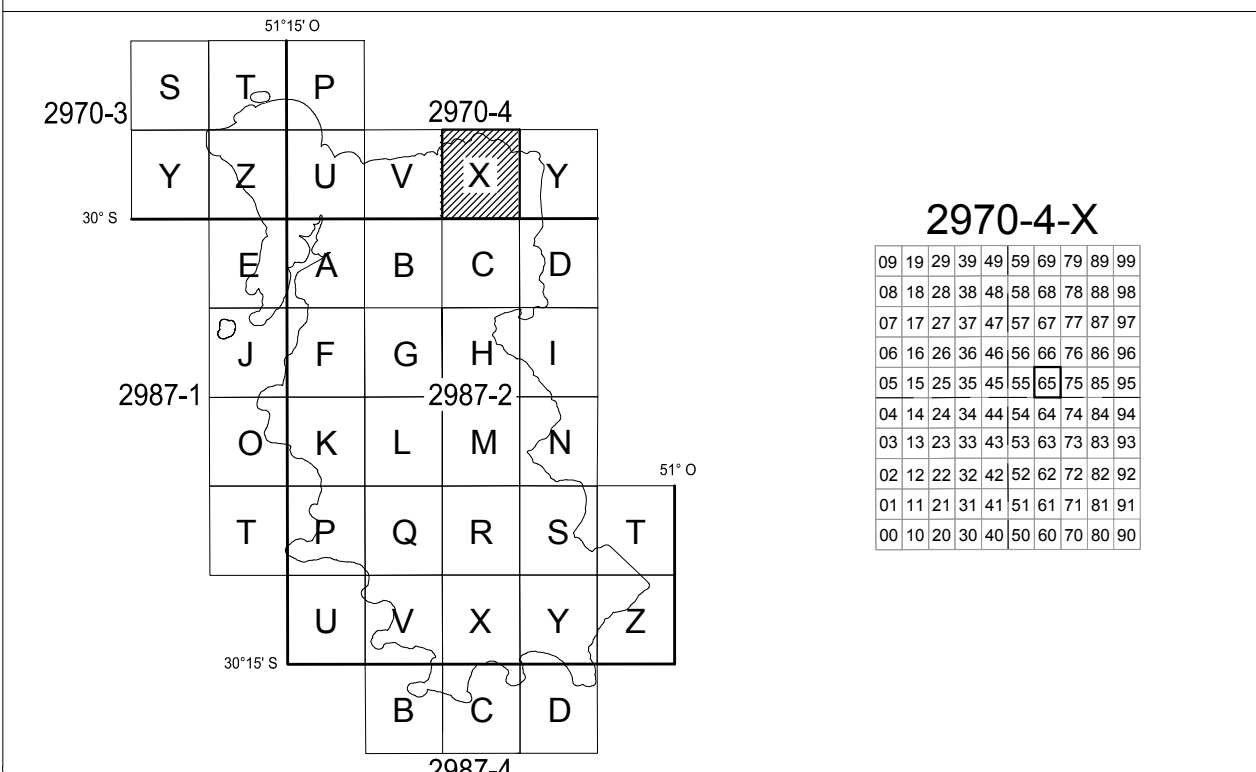 51°15' O
S T P
2970-3 2970-4
Y Z U V X Y
30° S
E A B C D
J F G H I
2987-1 2987-2
O K L M N
51° O
T P Q R S T
U V X Y Z
30°15' S
B C D
2987-4
2970-4-X
09 19 29 39 49 59 69 79 89 99
08 18 28 38 48 58 68 78 88 98
07 17 27 37 47 57 67 77 87 97
06 16 26 36 46 56 66 76 86 96
05 15 25 35 45 55 65 75 85 95
04 14 24 34 44 54 64 74 84 94
03 13 23 33 43 53 63 73 83 93
02 12 22 32 42 52 62 72 82 92
01 11 21 31 41 51 61 71 81 91
00 10 20 30 40 50 60 70 80 90